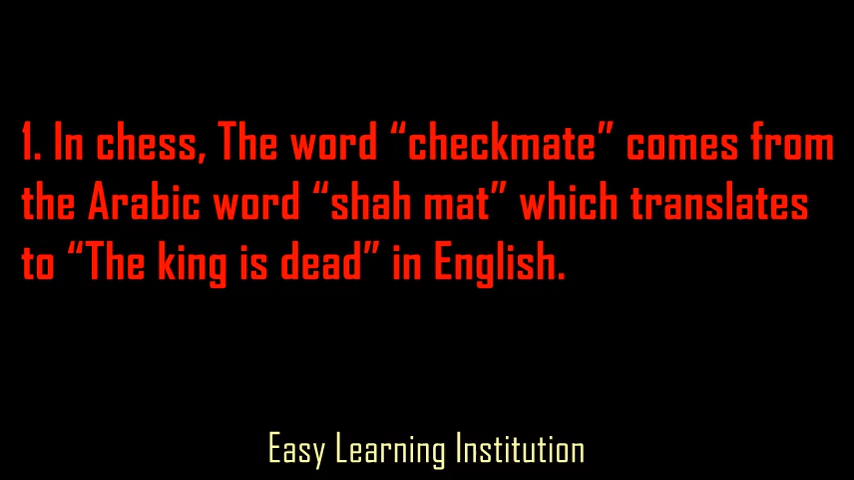 1. In chess, The word “checkmate” comes from
the Arabic word “shah mat” which translates
to “The king is dead” in English.
Easy Learning Institution